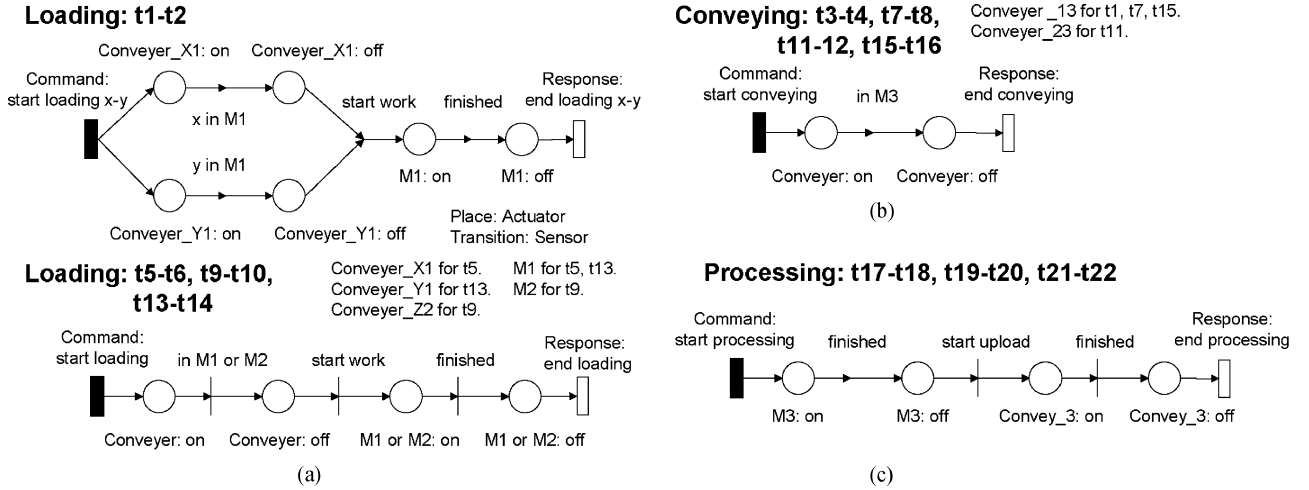 Loading: t1-t2
Conveyer_X1: on
Conveyer_X1: off
Command:
start loading x-y
x in M1
y in M1
start work
finished
Response:
end loading x-y
M1: on
M1: off
Conveyer_Y1: on
Conveyer_Y1: off
Place: Actuator
Transition: Sensor
Loading: t5-t6, t9-t10,
t13-t14
Conveyer_X1 for t5.
Conveyer_Y1 for t13.
Conveyer_Z2 for t9.
M1 for t5, t13.
M2 for t9.
Command:
start loading
in M1 or M2
start work
finished
Response:
end loading
Conveyer: on
Conveyer: off
M1 or M2: on
M1 or M2: off
(a)
Conveying: t3-t4, t7-t8,
t11-12, t15-t16
Conveyer _13 for t1, t7, t15.
Conveyer_23 for t11.
Command:
start conveying
in M3
Response:
end conveying
Conveyer: on
Conveyer: off
(b)
Processing: t17-t18, t19-t20, t21-t22
Command:
start processing
finished
start upload
finished
Response:
end processing
M3: on
M3: off
Convey_3: on
Convey_3: off
(c)